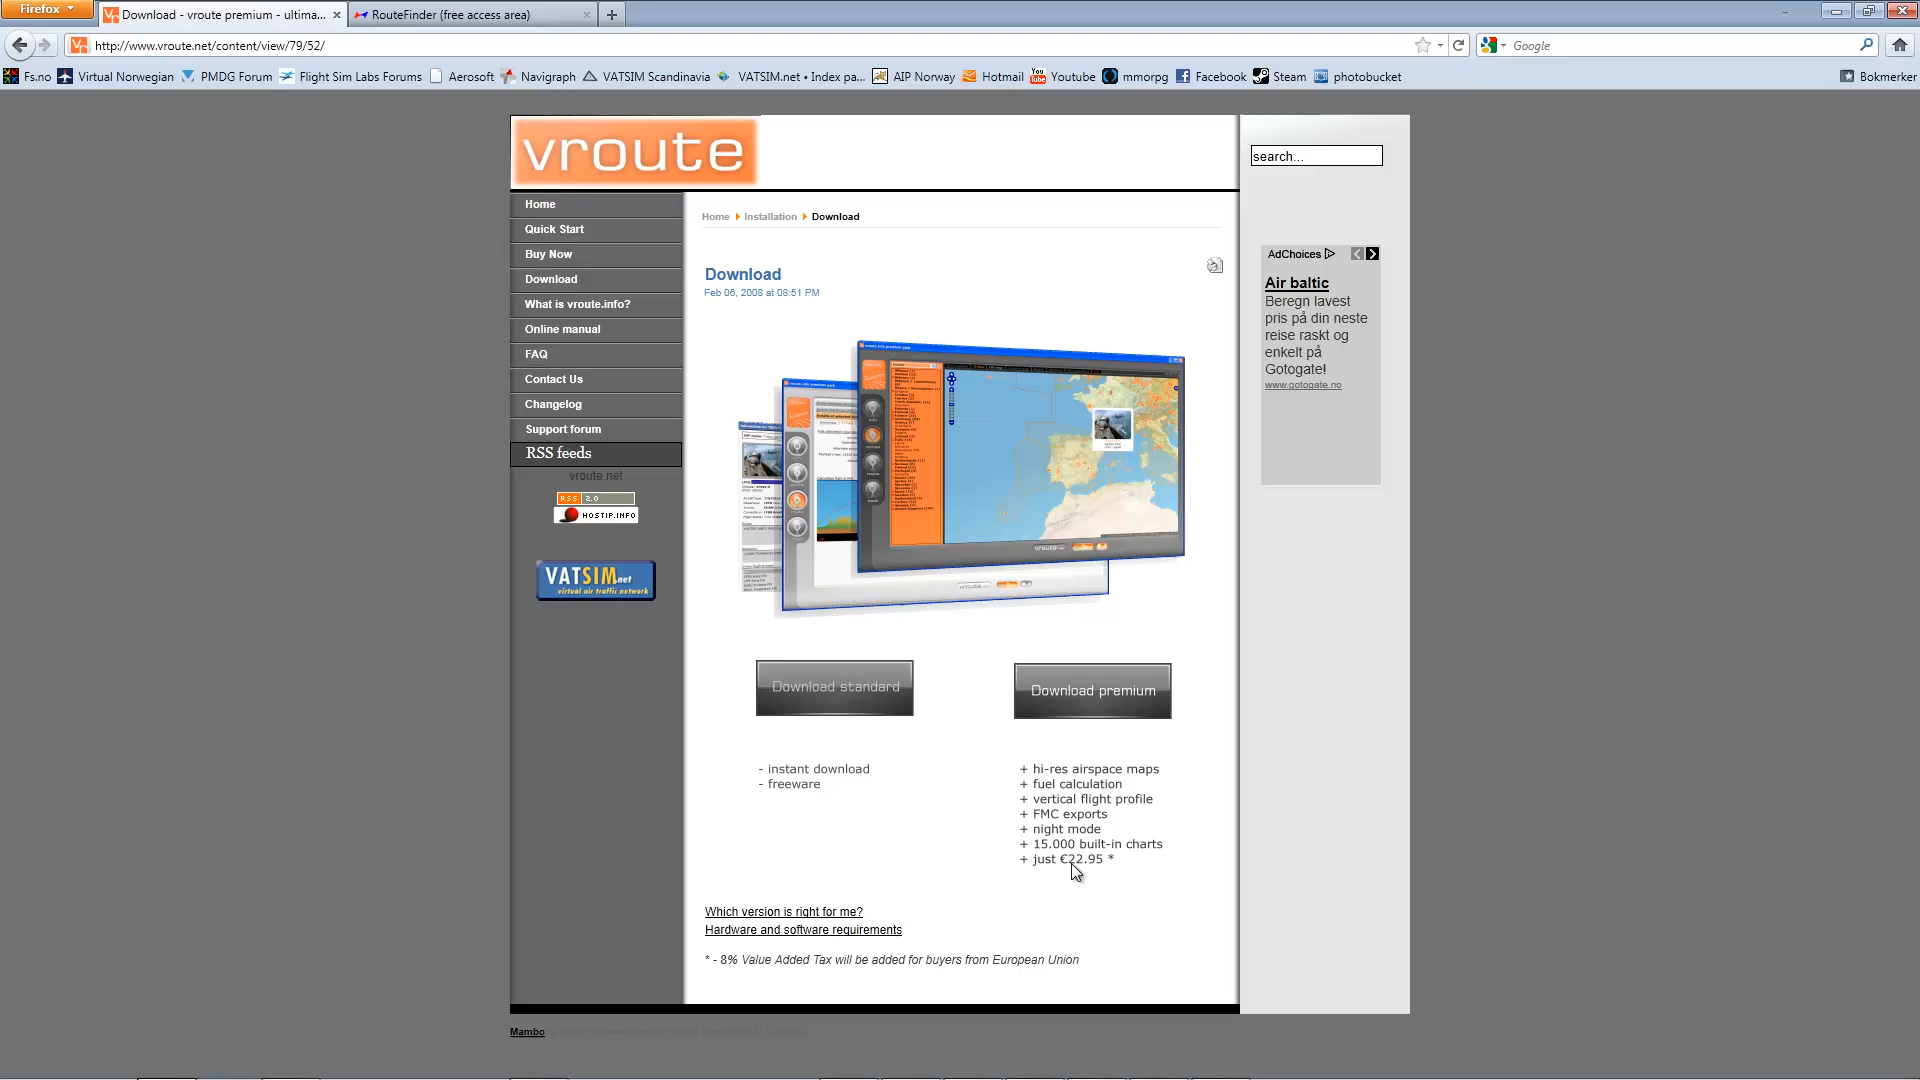 Firefox
Download - vroute premium - ultima...
RouteFinder (free access area)
http://www.vroute.net/content/view/79/52/
Google
Fs.no
Virtual Norwegian
PMDG Forum
Flight Sim Labs Forums
Aerosoft
Navigraph
VATSIM Scandinavia
VATSIM.net • Index pa...
AIP Norway
Hotmail
Youtube
mmorpg
Facebook
Steam
photobucket
Bokmerker
vroute
search...
Home
Quick Start
Buy Now
Download
What is vroute.info?
Online manual
FAQ
Contact Us
Changelog
Support forum
RSS feeds
vroute.net
RSS 2.0
HOSTIP.INFO
VATSIM.net
virtual air traffic network
Home Installation Download
Download
Feb 06, 2008 at 08:51 PM
Download standard
Download premium
- instant download
- freeware
+ hi-res airspace maps
+ fuel calculation
+ vertical flight profile
+ FMC exports
+ night mode
+ 15.000 built-in charts
+ just €22.95 *
Which version is right for me?
Hardware and software requirements
* - 8% Value Added Tax will be added for buyers from European Union
AdChoices
Air baltic
Beregn lavest
pris på din neste
reise raskt og
enkelt på
Gotogate!
www.gotogate.no
Mambo